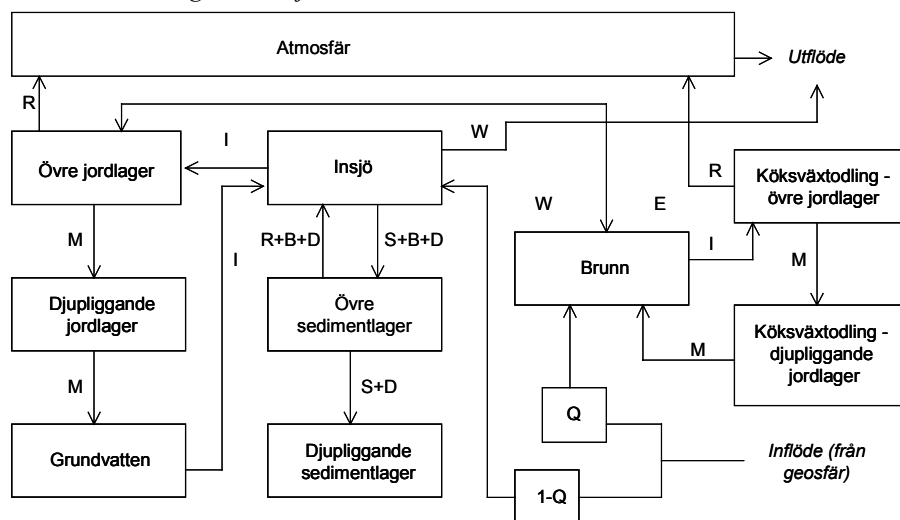 Atmosfär
Utflöde
R
I
W
Övre jordlager
Insjö
R
Köksväxtodling -
övre jordlager
W
E
M
I
R+B+D
S+B+D
Brunn
I
M
Djupliggande
jordlager
Övre
sedimentlager
Köksväxtodling -
djupliggande
jordlager
M
M
S+D
Q
Grundvatten
Djupliggande
sedimentlager
Inflöde (från
geosfär)
1-Q